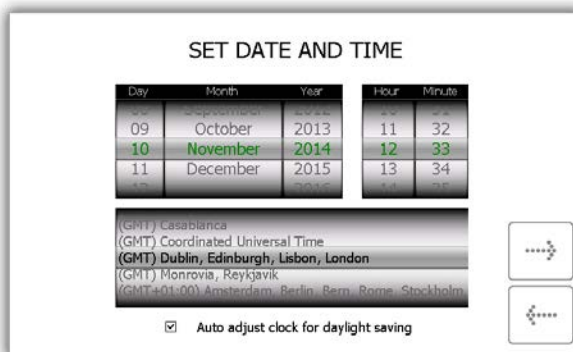 SET DATE AND TIME
Day Month Year Hour Minute
09 October 2013 11 32
10 November 2014 12 33
11 December 2015 13 34
(GMT) Casablanca
(GMT) Coordinated Universal Time
(GMT) Dublin, Edinburgh, Lisbon, London
(GMT) Monrovia, Reykjavik
(GMT+01:00) Amsterdam, Berlin, Bern, Rome, Stockholm,
Auto adjust clock for daylight saving